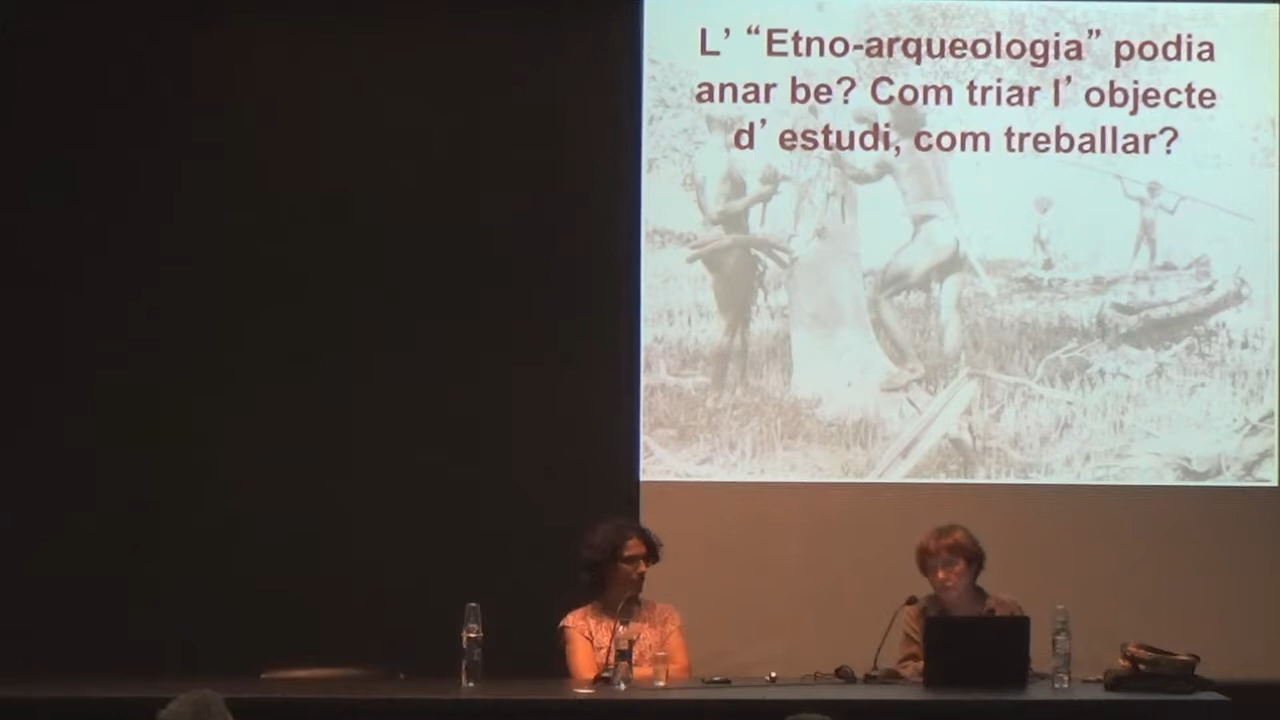 L’ “Etno-arqueologia” podia
anar be? Com triar l’ objecte
d’ estudi, com treballar?